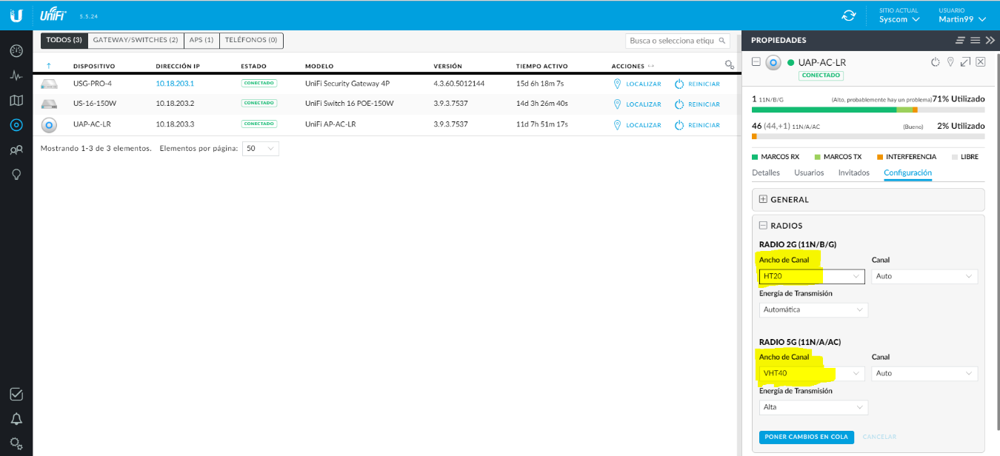 UniFi 5.5.24 SITIO ACTUAL USUARIO
Syscom Martin99
TODOS (3) GATEWAY/SWITCHES (2) APS (1) TELÉFONOS (0) Busca o selecciona etiqu
DISPOSITIVO DIRECCIÓN IP ESTADO MODELO VERSIÓN TIEMPO ACTIVO ACCIONES
USG-PRO-4 10.18.203.1 CONECTADO UniFi Security Gateway 4P 4.3.60.5012144 15d 6h 18m 7s LOCALIZAR REINICIAR
US-16-150W 10.18.203.2 CONECTADO UniFi Switch 16 POE-150W 3.9.3.7537 14d 3h 26m 40s LOCALIZAR REINICIAR
UAP-AC-LR 10.18.203.3 CONECTADO UniFi AP-AC-LR 3.9.3.7537 11d 7h 51m 17s LOCALIZAR REINICIAR
Mostrando 1-3 de 3 elementos. Elementos por página: 50
PROPIEDADES
UAP-AC-LR
CONECTADO
1 11N/B/G (Alto, probablemente hay un problema) 71% Utilizado
46 (44,+1) 11N/A/AC (Bueno) 2% Utilizado
MARCOS RX MARCOS TX INTERFERENCIA LIBRE
Detalles Usuarios Invitados Configuración
GENERAL
RADIOS
RADIO 2G (11N/B/G)
Ancho de Canal Canal
HT20 Auto
Energía de Transmisión
Automática
RADIO 5G (11N/A/AC)
Ancho de Canal Canal
VHT40 Auto
Energía de Transmisión
Alta
PONER CAMBIOS EN COLA CANCELAR